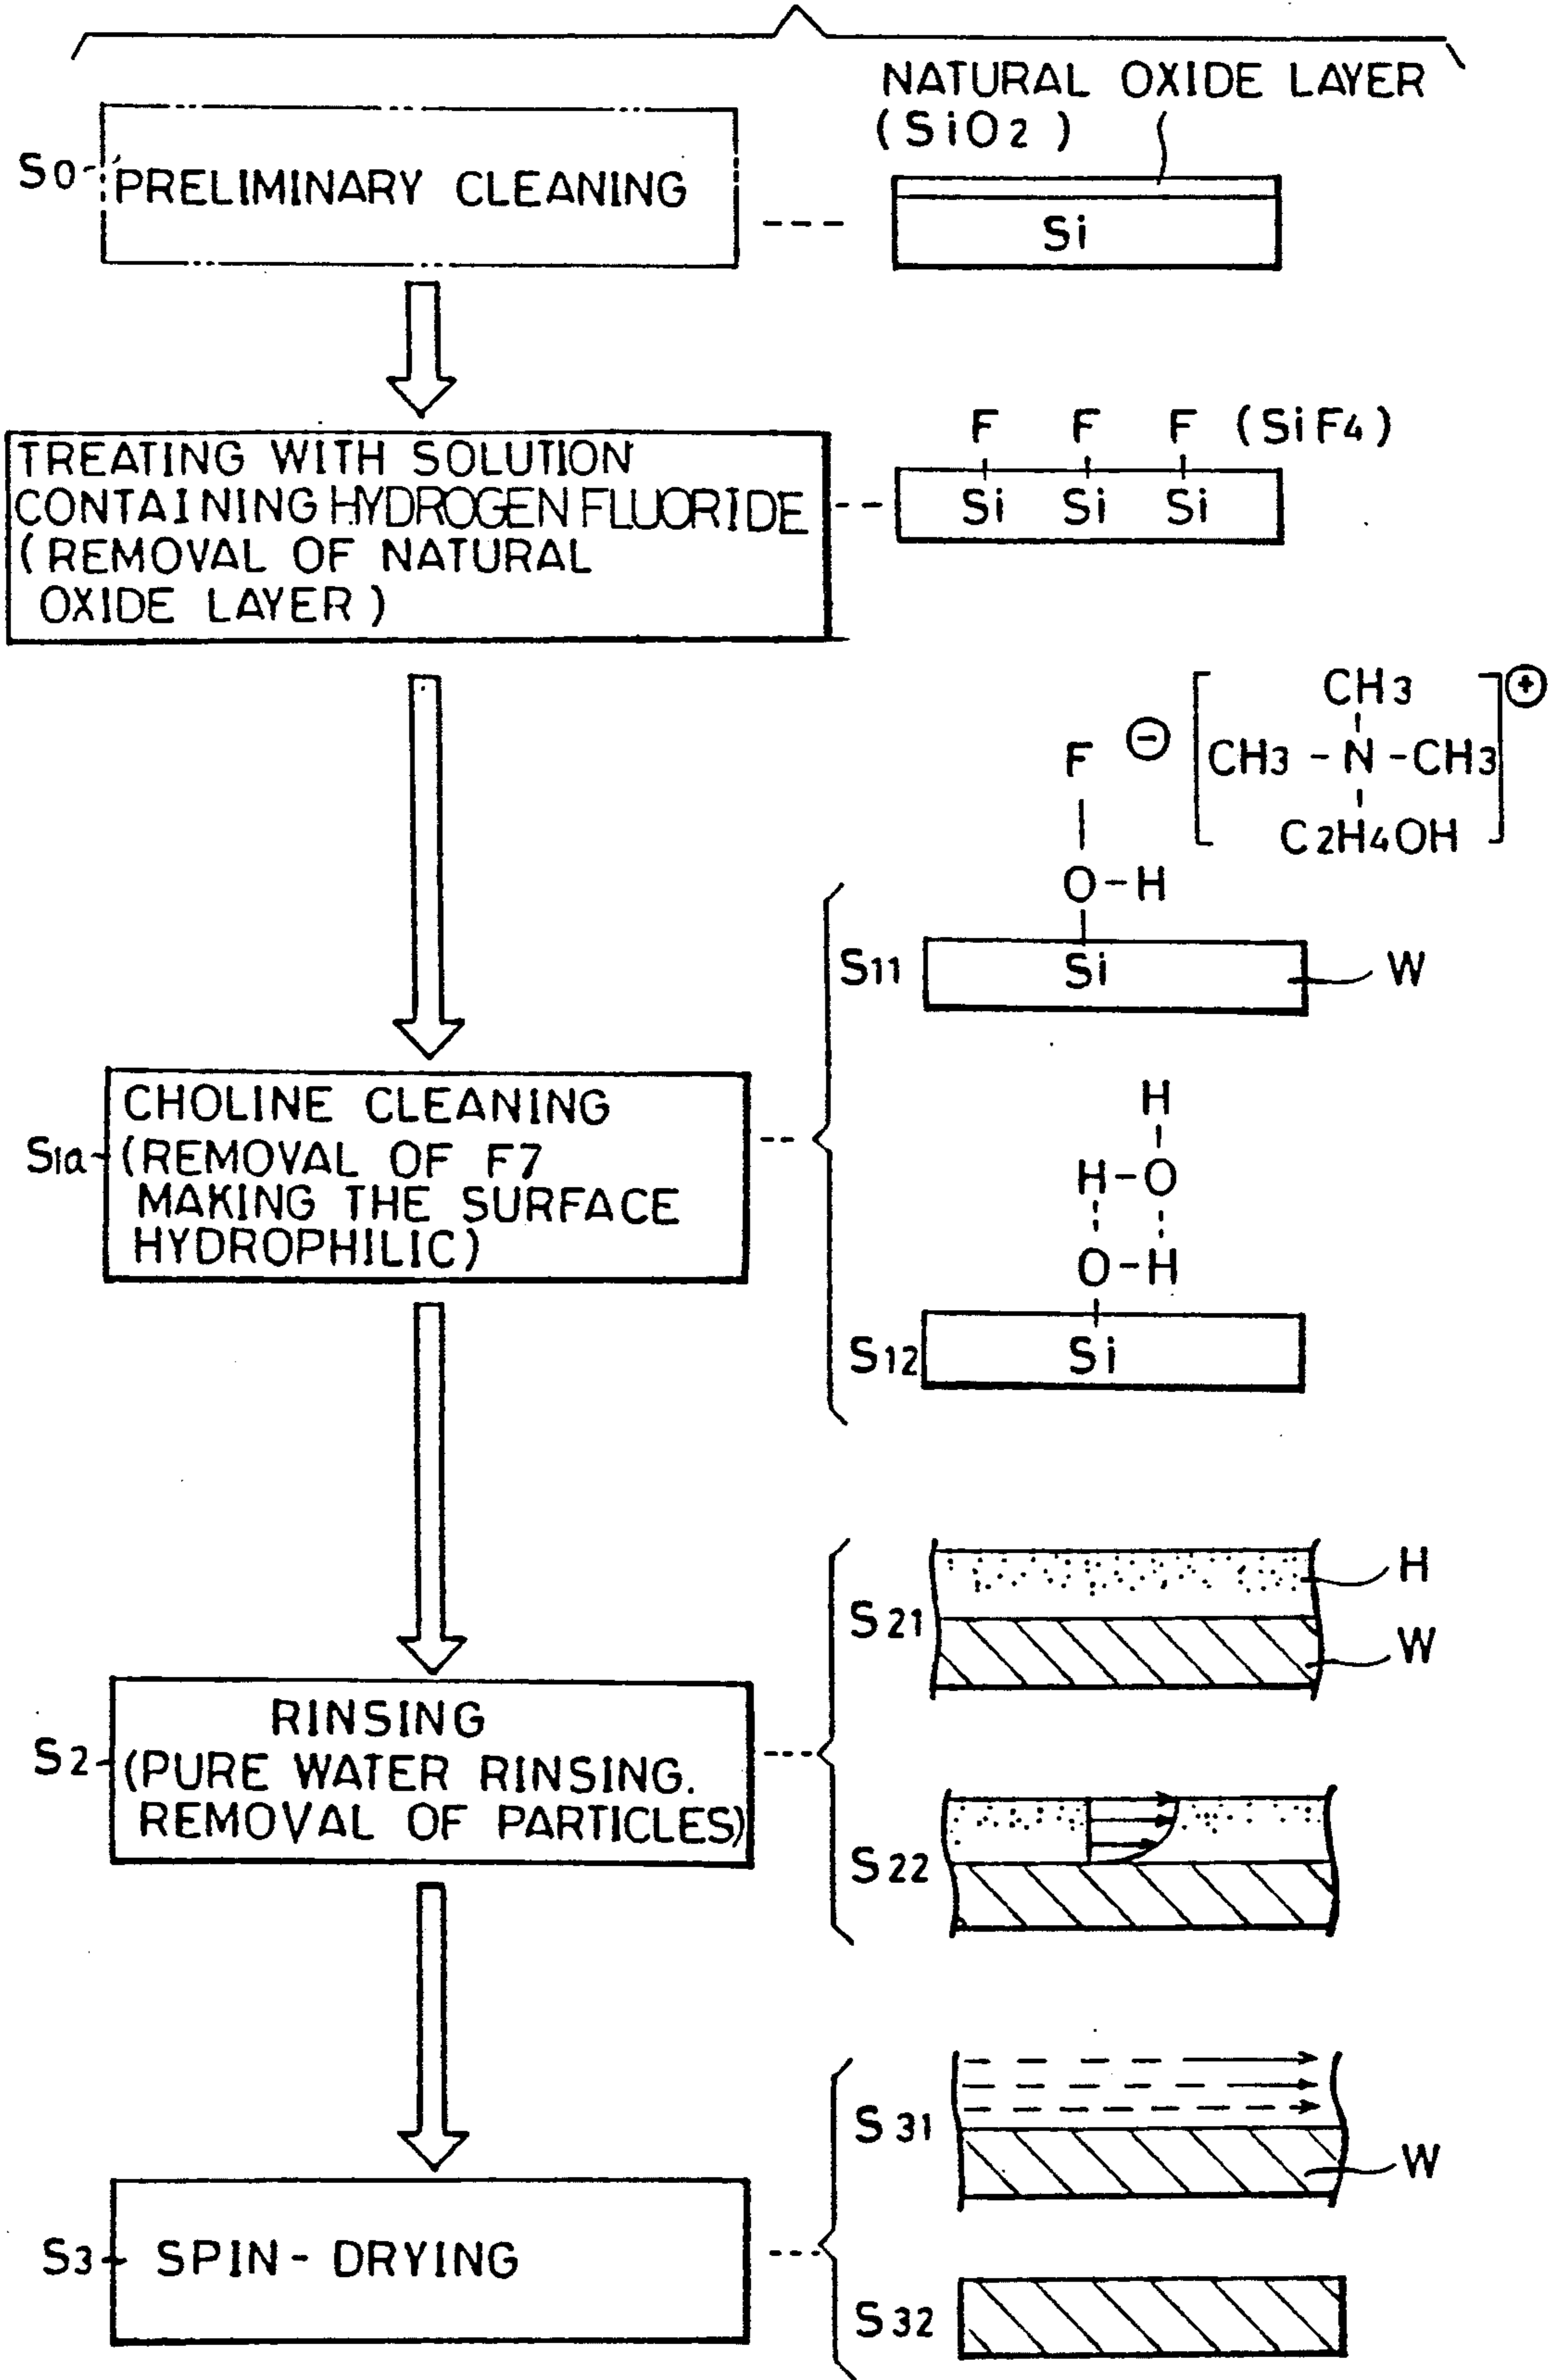 NATURAL OXIDE LAYER
(SiO2)
S0
PRELIMINARY CLEANING
Si
TREATING WITH SOLUTION
CONTAINING HYDROGEN FLUORIDE
(REMOVAL OF NATURAL
OXIDE LAYER)
F F F (SiF4)
Si Si Si
CH3
F ⊖ [CH3-N-CH3]⊕
C2H4OH
O-H
S11
Si
W
S1a
CHOLINE CLEANING
(REMOVAL OF F7
MAKING THE SURFACE
HYDROPHILIC)
H
H-O
O-H
S12
Si
S2
RINSING
(PURE WATER RINSING.
REMOVAL OF PARTICLES)
S21
H
W
S22
S3
SPIN-DRYING
S31
W
S32